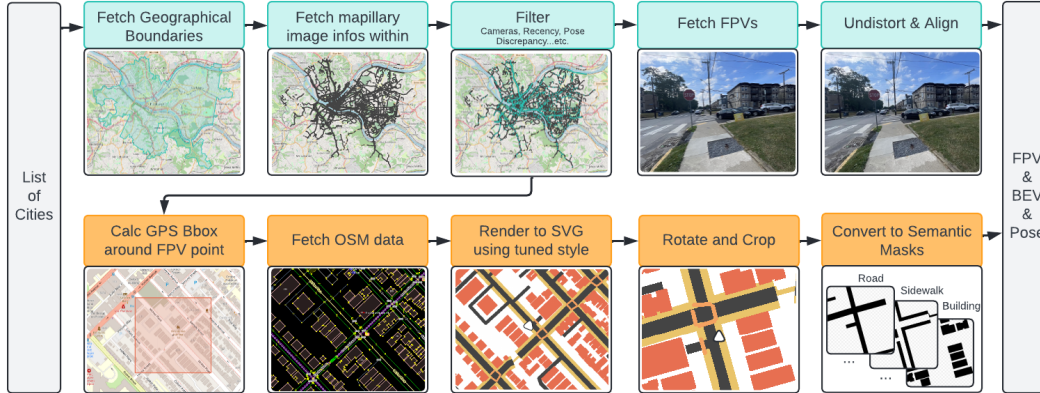 List
of
Cities
Fetch Geographical
Boundaries
Fetch mapillary
image infos within
Filter
Cameras, Recency, Pose
Discrepancy...etc.
Fetch FPVs
Undistort & Align
Calc GPS Bbox
around FPV point
Fetch OSM data
Render to SVG
using tuned style
Rotate and Crop
Convert to Semantic
Masks
Road
Sidewalk
Building
...
...
FPV
&
BEV
&
Pose